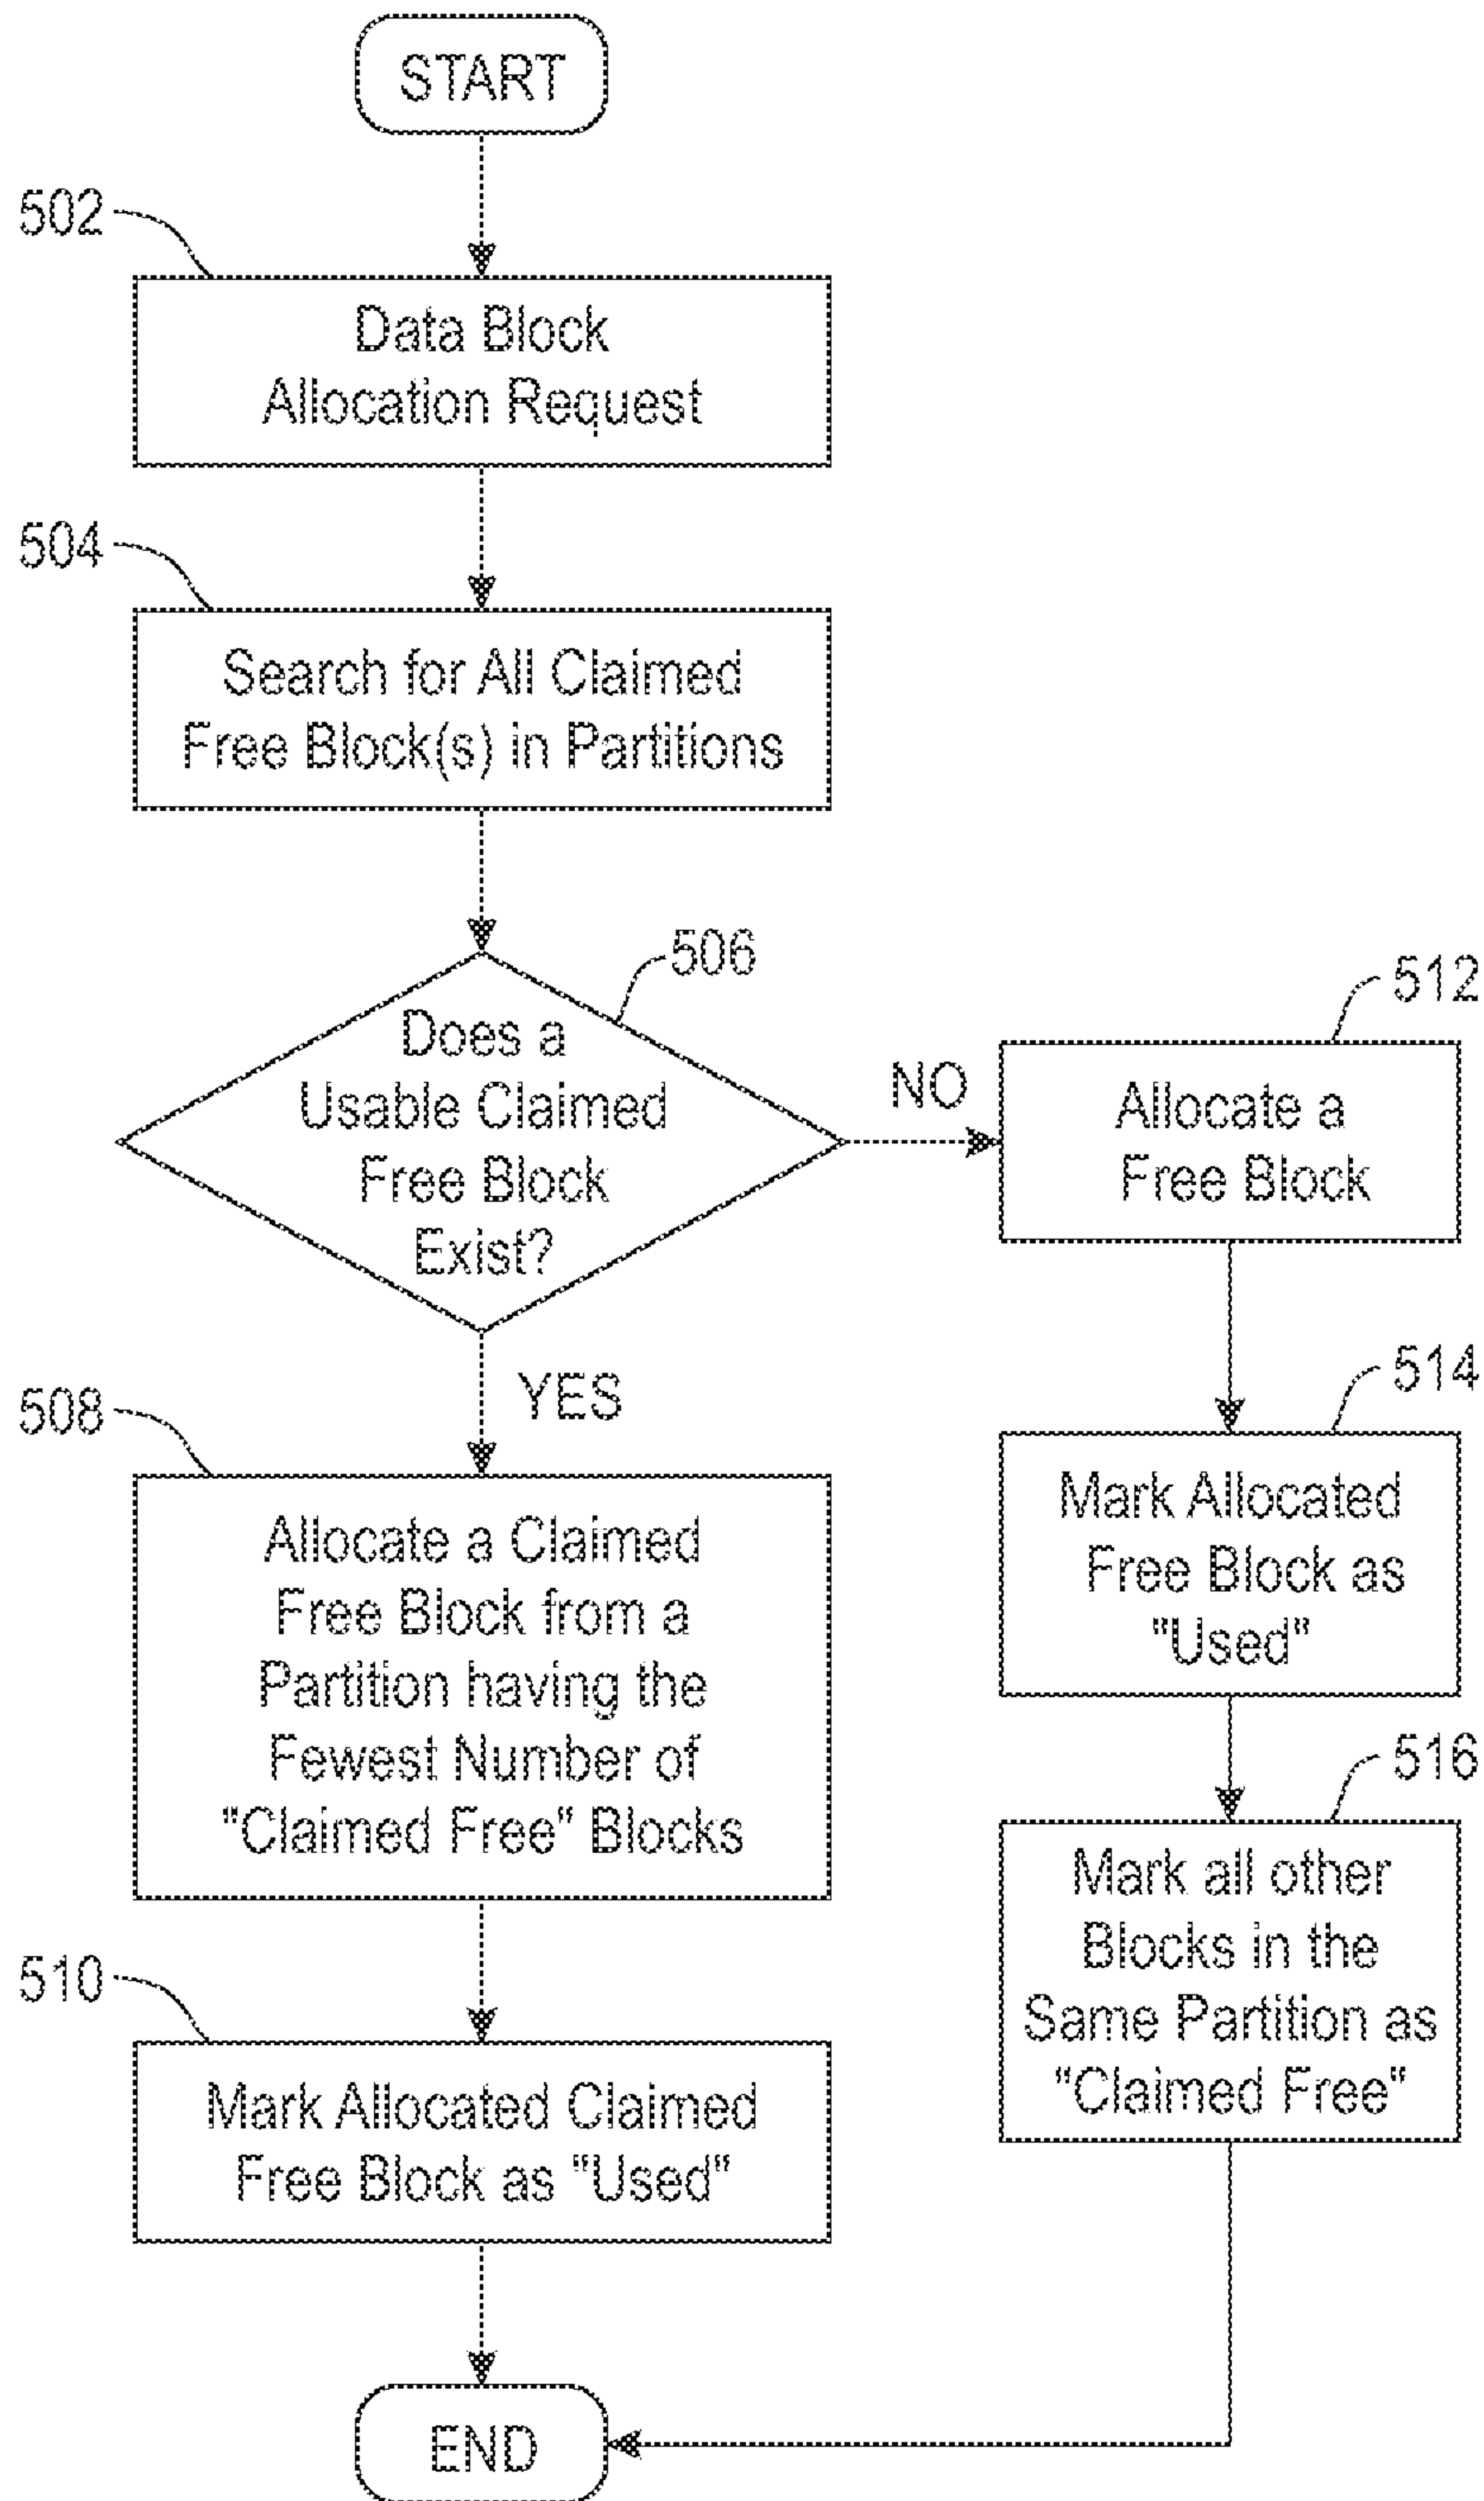 START
502
Data Block
Allocation Request
504
Search for All Claimed
Free Block(s) in Partitions
506
Does a
Usable Claimed
Free Block
Exist?
NO
YES
508
Allocate a Claimed
Free Block from a
Partition having the
Fewest Number of
"Claimed Free" Blocks
510
Mark Allocated Claimed
Free Block as "Used"
512
Allocate a
Free Block
514
Mark Allocated
Free Block as
"Used"
516
Mark all other
Blocks in the
Same Partition as
"Claimed Free"
END